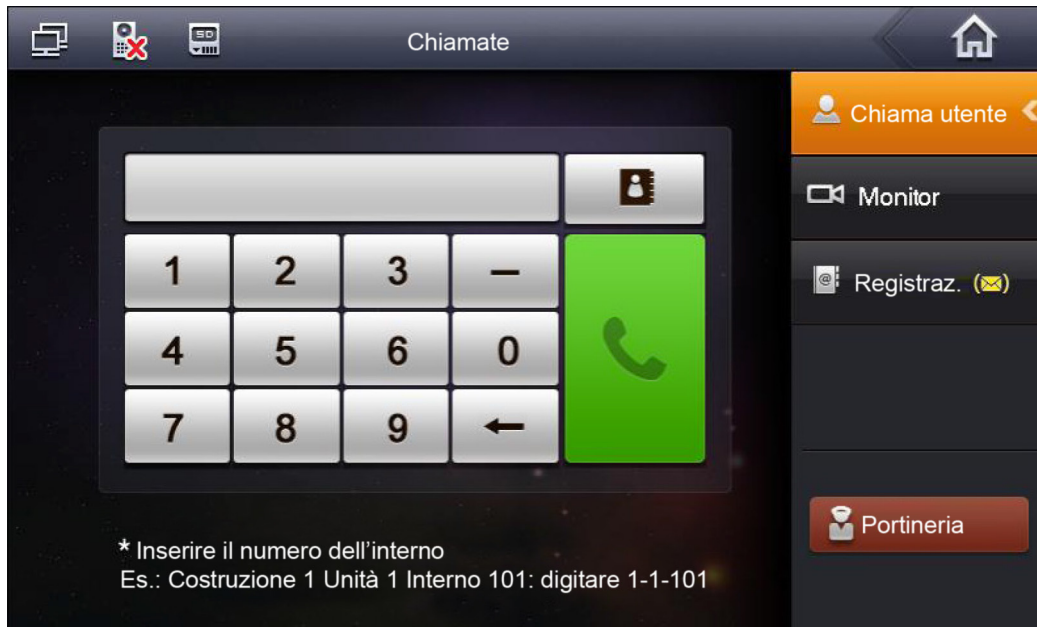 SD
Chiamate
Chiama utente
Monitor
Registraz. (✉)
1 2 3 –
4 5 6 0
7 8 9 ←
* Inserire il numero dell’interno
Es.: Costruzione 1 Unità 1 Interno 101: digitare 1-1-101
Portineria